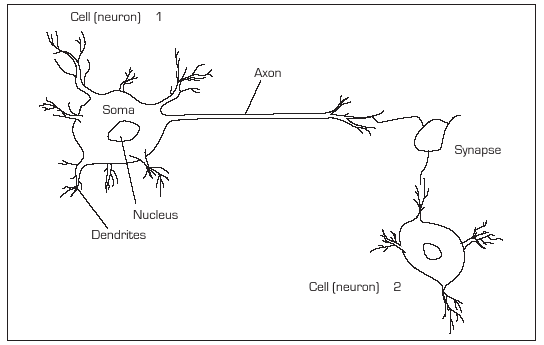 Cell (neuron) 1
Axon
Soma
Synapse
Nucleus
Dendrites
Cell (neuron) 2